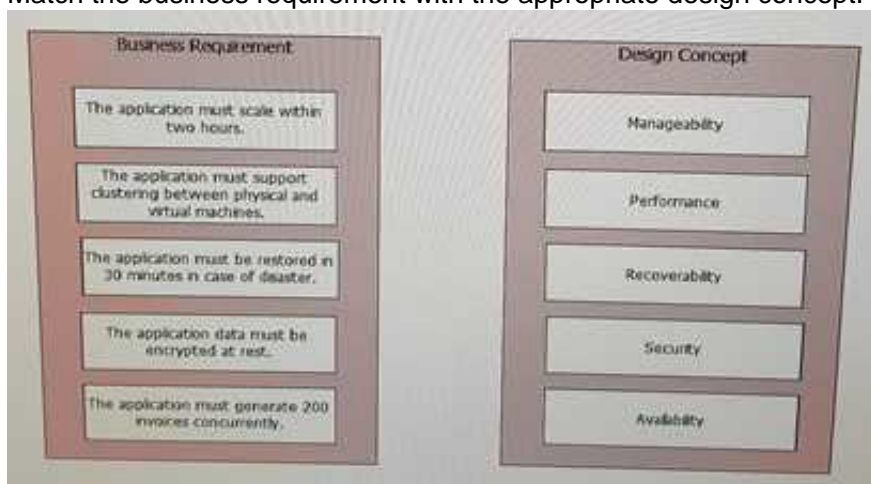 Match the business requirement with the appropriate design concept.
Business Requirement
The application must scale within
two hours.
The application must support
clustering between physical and
virtual machines.
The application must be restored in
30 minutes in case of disaster.
The application data must be
encrypted at rest.
The application must generate 200
invoices concurrently.
Design Concept
Manageability
Performance
Recoverability
Security
Availability